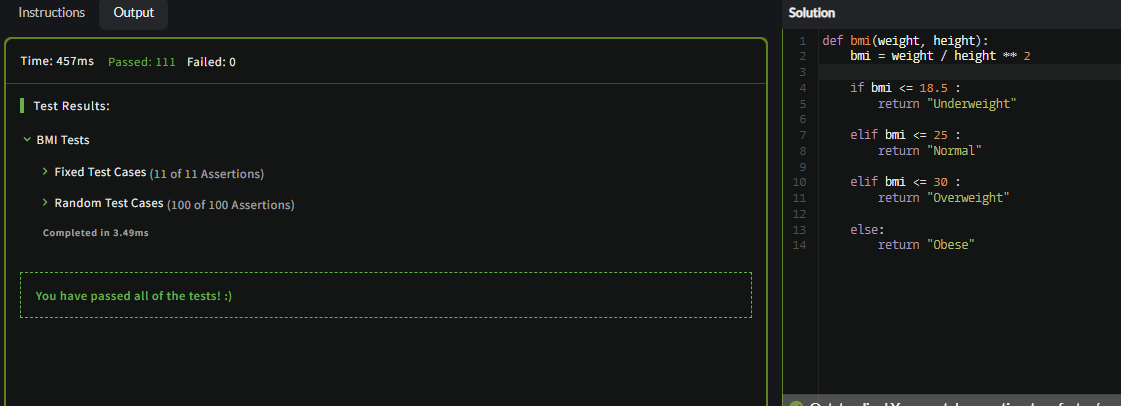 Instructions
Output
Time: 457ms Passed: 111 Failed: 0
Test Results:
BMI Tests
Fixed Test Cases (11 of 11 Assertions)
Random Test Cases (100 of 100 Assertions)
Completed in 3.49ms
You have passed all of the tests! :)
Solution
1 def bmi(weight, height):
2     bmi = weight / height ** 2
3
4     if bmi <= 18.5 :
5         return "Underweight"
6
7     elif bmi <= 25 :
8         return "Normal"
9
10     elif bmi <= 30 :
11         return "Overweight"
12
13     else:
14         return "Obese"